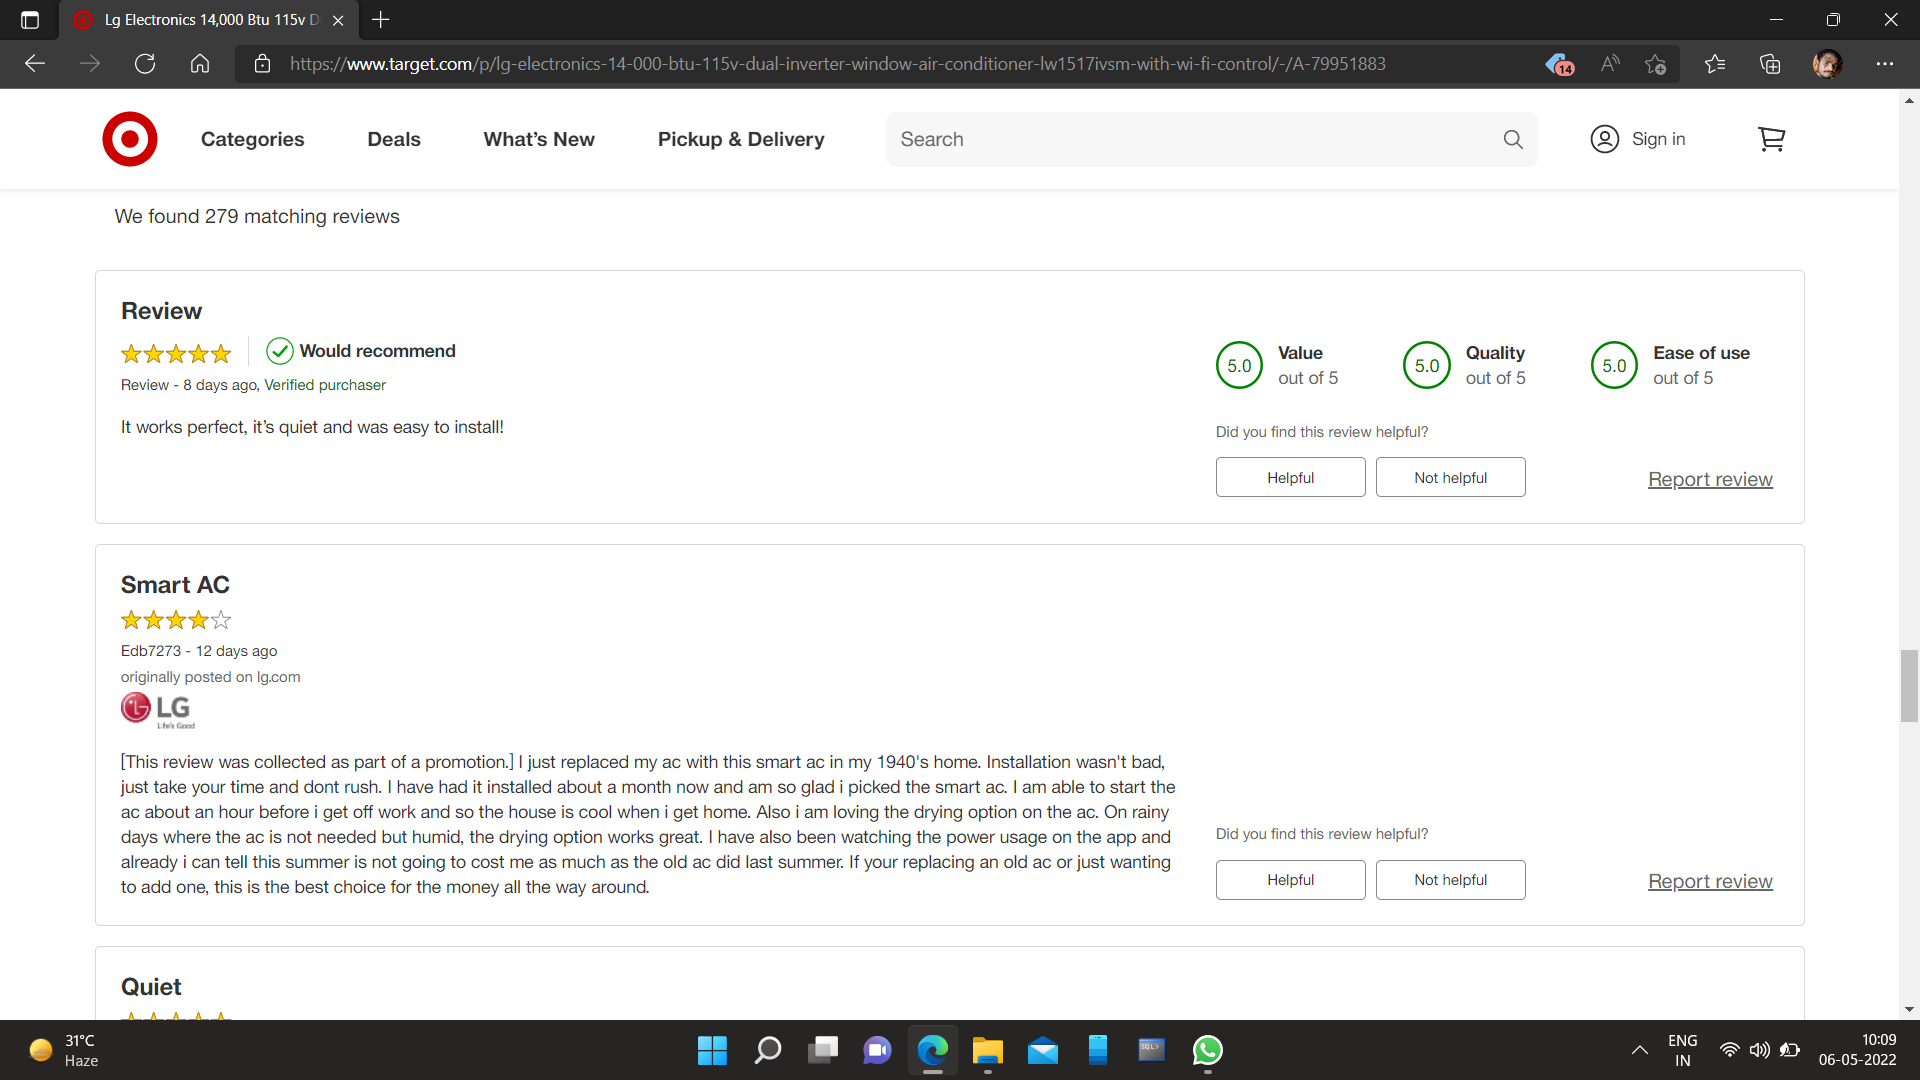 Lg Electronics 14,000 Btu 115v D
https://www.target.com/p/lg-electronics-14-000-btu-115v-dual-inverter-window-air-conditioner-lw1517ivsm-with-wi-fi-control/-/A-79951883
14
Categories
Deals
What's New
Pickup & Delivery
Search
Sign in
We found 279 matching reviews
Review
Would recommend
Review - 8 days ago, Verified purchaser
It works perfect, it's quiet and was easy to install!
5.0
Value
out of 5
5.0
Quality
out of 5
5.0
Ease of use
out of 5
Did you find this review helpful?
Helpful
Not helpful
Report review
Smart AC
Edb7273 - 12 days ago
originally posted on lg.com
LG
Life's Good
[This review was collected as part of a promotion.] I just replaced my ac with this smart ac in my 1940's home. Installation wasn't bad,
just take your time and dont rush. I have had it installed about a month now and am so glad i picked the smart ac. I am able to start the
ac about an hour before i get off work and so the house is cool when i get home. Also i am loving the drying option on the ac. On rainy
days where the ac is not needed but humid, the drying option works great. I have also been watching the power usage on the app and
already i can tell this summer is not going to cost me as much as the old ac did last summer. If your replacing an old ac or just wanting
to add one, this is the best choice for the money all the way around.
Did you find this review helpful?
Helpful
Not helpful
Report review
Quiet
31°C
Haze
SQL>
ENG
IN
10:09
06-05-2022